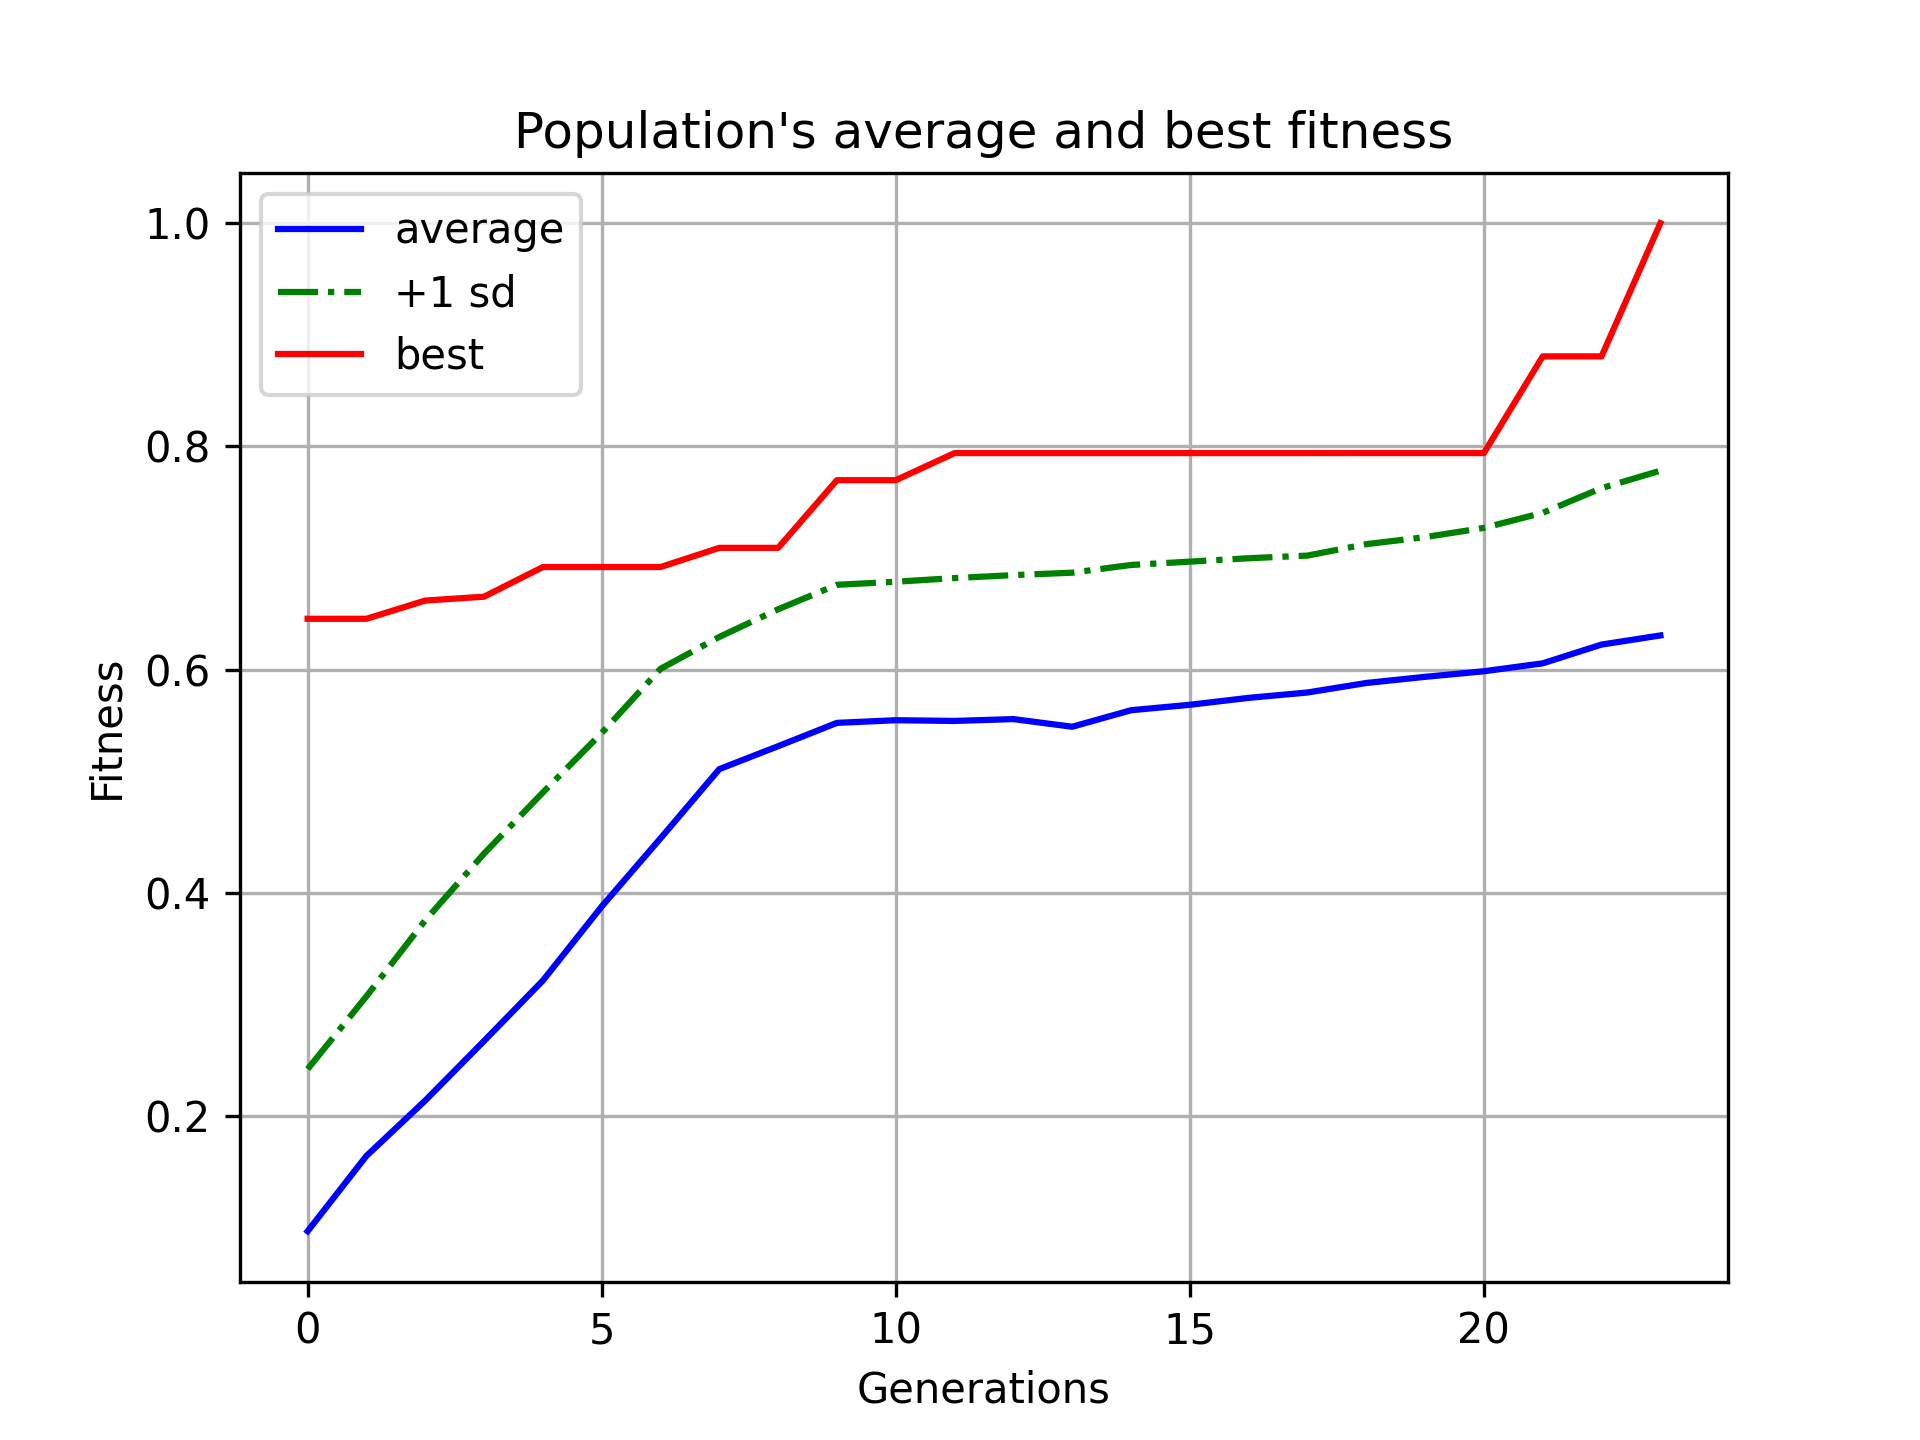 Population's average and best fitness
average
+1 sd
best
1.0
0.8
0.6
0.4
0.2
Fitness
0 5 10 15 20
Generations